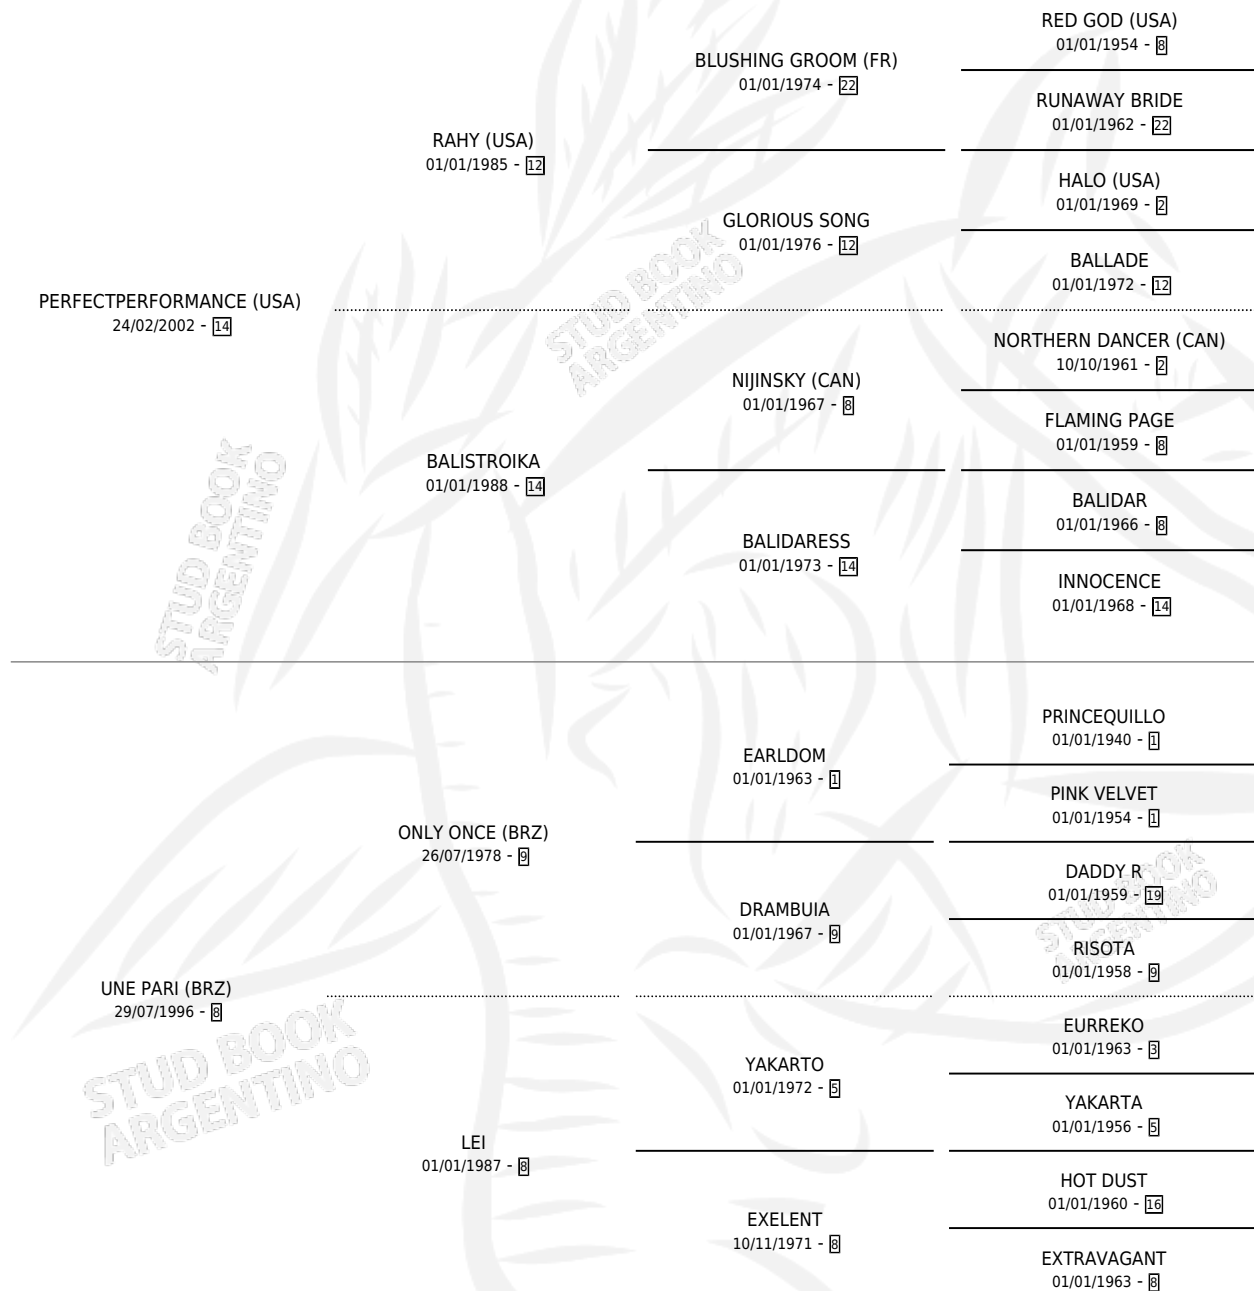 RED GOD (USA)
01/01/1954 - 8
BLUSHING GROOM (FR)
01/01/1974 - 22
RUNAWAY BRIDE
01/01/1962 - 22
RAHY (USA)
01/01/1985 - 12
HALO (USA)
01/01/1969 - 2
GLORIOUS SONG
01/01/1976 - 12
BALLADE
01/01/1972 - 12
PERFECTPERFORMANCE (USA)
24/02/2002 - 14
NORTHERN DANCER (CAN)
10/10/1961 - 2
NIJINSKY (CAN)
01/01/1967 - 8
FLAMING PAGE
01/01/1959 - 8
BALISTROIKA
01/01/1988 - 14
BALIDAR
01/01/1966 - 8
BALIDARESS
01/01/1973 - 14
INNOCENCE
01/01/1968 - 14
PRINCEQUILLO
01/01/1940 - 1
EARLDOM
01/01/1963 - 1
PINK VELVET
01/01/1954 - 1
ONLY ONCE (BRZ)
26/07/1978 - 9
DADDY R
01/01/1959 - 19
DRAMBUIA
01/01/1967 - 9
RISOTA
01/01/1958 - 9
UNE PARI (BRZ)
29/07/1996 - 8
EURREKO
01/01/1963 - 3
YAKARTO
01/01/1972 - 5
YAKARTA
01/01/1956 - 5
LEI
01/01/1987 - 8
HOT DUST
01/01/1960 - 16
EXELENT
10/11/1971 - 8
EXTRAVAGANT
01/01/1963 - 8
STUD BOOK
ARGENTINO
STUD BOOK
ARGENTINO
STUD BOOK
ARGENTINO
STUD BOOK
ARGENTINO